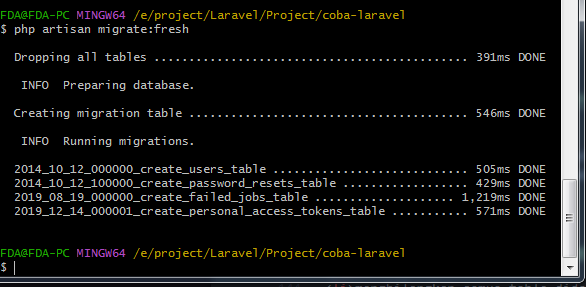 FDA@FDA-PC MINGW64 /e/project/Laravel/Project/coba-laravel
$ php artisan migrate:fresh
Dropping all tables ................................................ 391ms DONE
INFO Preparing database.
Creating migration table ........................................... 546ms DONE
INFO Running migrations.
2014_10_12_000000_create_users_table ............................... 505ms DONE
2014_10_12_100000_create_password_resets_table ..................... 429ms DONE
2019_08_19_000000_create_failed_jobs_table ....................... 1,219ms DONE
2019_12_14_000001_create_personal_access_tokens_table .............. 571ms DONE
FDA@FDA-PC MINGW64 /e/project/Laravel/Project/coba-laravel
$